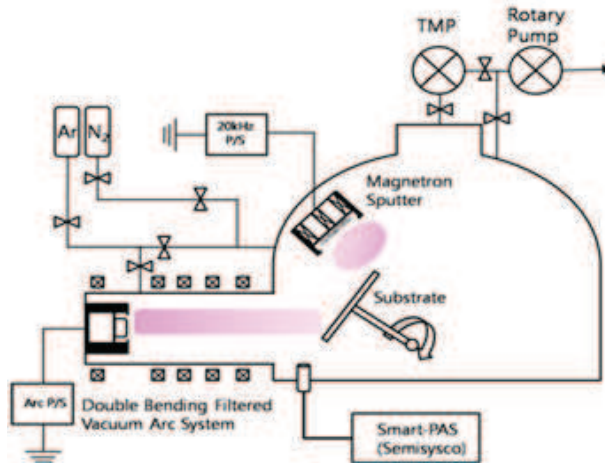 TMP
Rotary
Pump
Ar
N2
20kHz
P/S
Magnetron
Sputter
Substrate
Arc P/S
Double Bending Filtered
Vacuum Arc System
Smart-PAS
(Semisysco)